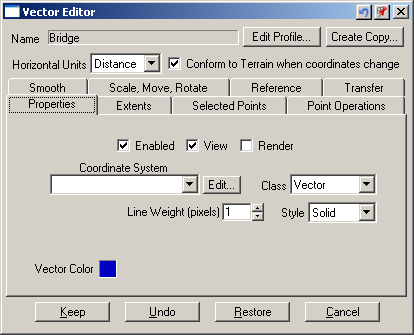 Vector Editor
Name Bridge Edit Profile... Create Copy...
Horizontal Units Distance Conform to Terrain when coordinates change
Smooth Scale, Move, Rotate Reference Transfer
Properties Extents Selected Points Point Operations
Enabled View Render
Coordinate System
Edit... Class Vector
Line Weight (pixels) 1 Style Solid
Vector Color
Keep Undo Restore Cancel